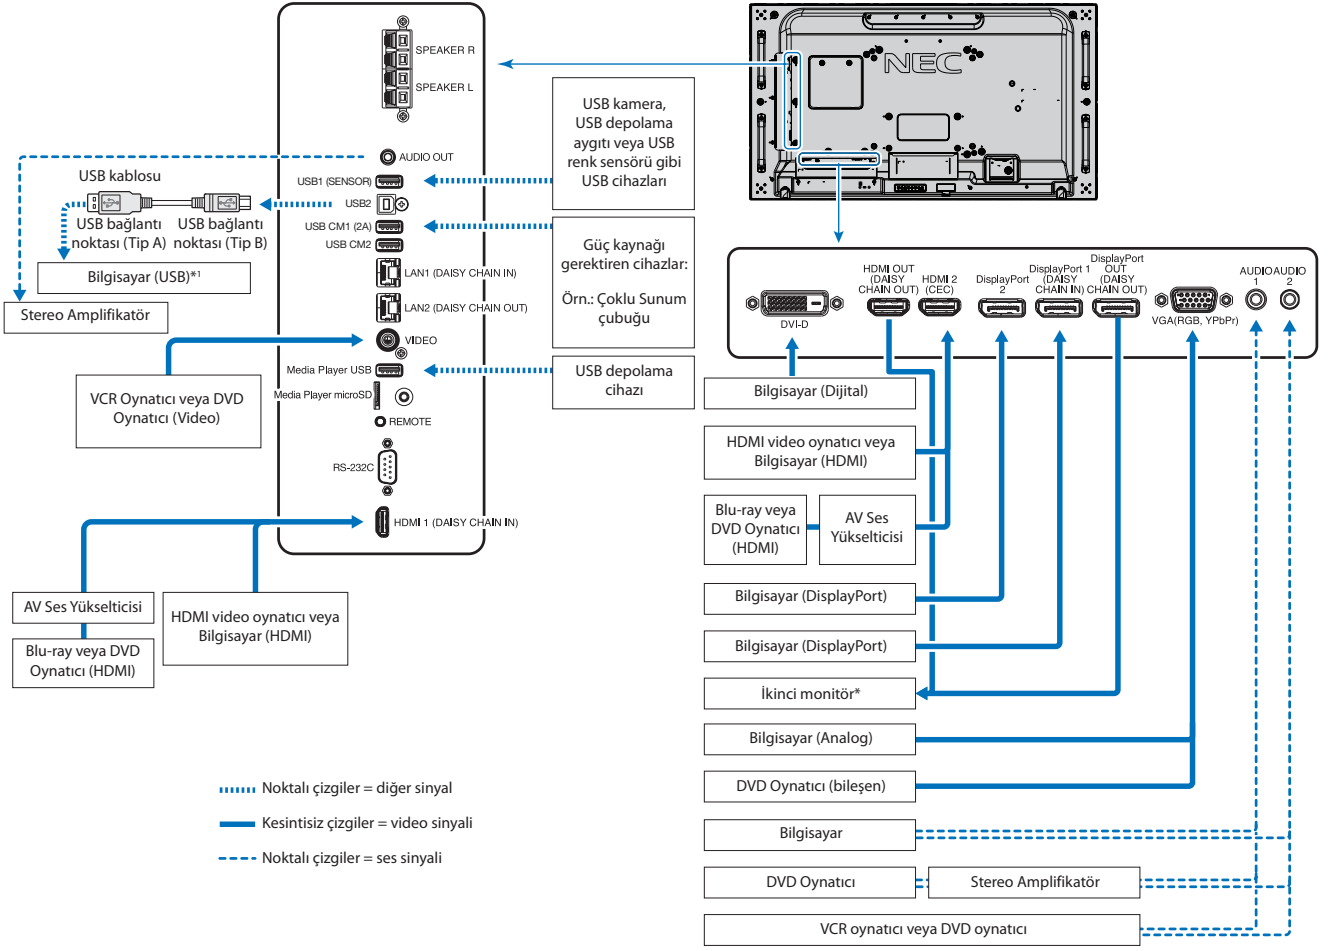 SPEAKER R
SPEAKER L
AUDIO OUT
USB1 (SENSOR)
USB2
USB CM1 (2A)
USB CM2
LAN1 (DAISY CHAIN IN)
LAN2 (DAISY CHAIN OUT)
VIDEO
Media Player USB
Media Player microSD
REMOTE
RS-232C
HDMI 1 (DAISY CHAIN IN)
USB kablosu
USB bağlantı
noktası (Tip A)
USB bağlantı
noktası (Tip B)
Bilgisayar (USB)*1
Stereo Amplifikatör
VCR Oynatıcı veya DVD
Oynatıcı (Video)
AV Ses Yükselticisi
Blu-ray veya DVD
Oynatıcı (HDMI)
HDMI video oynatıcı veya
Bilgisayar (HDMI)
USB kamera,
USB depolama
aygıtı veya USB
renk sensörü gibi
USB cihazları
Güç kaynağı
gerektiren cihazlar:
Örn.: Çoklu Sunum
çubuğu
USB depolama
cihazı
NEC
DVI-D
HDMI OUT
(DAISY
CHAIN OUT)
HDMI 2
(CEC)
DisplayPort
2
DisplayPort 1
(DAISY
CHAIN IN)
DisplayPort
OUT
(DAISY
CHAIN OUT)
VGA(RGB, YPbPr)
AUDIO
1
AUDIO
2
Bilgisayar (Dijital)
HDMI video oynatıcı veya
Bilgisayar (HDMI)
Blu-ray veya
DVD Oynatıcı
(HDMI)
AV Ses
Yükselticisi
Bilgisayar (DisplayPort)
Bilgisayar (DisplayPort)
İkinci monitör*
Bilgisayar (Analog)
DVD Oynatıcı (bileşen)
Bilgisayar
DVD Oynatıcı
Stereo Amplifikatör
VCR oynatıcı veya DVD oynatıcı
Noktalı çizgiler = diğer sinyal
Kesintisiz çizgiler = video sinyali
Noktalı çizgiler = ses sinyali